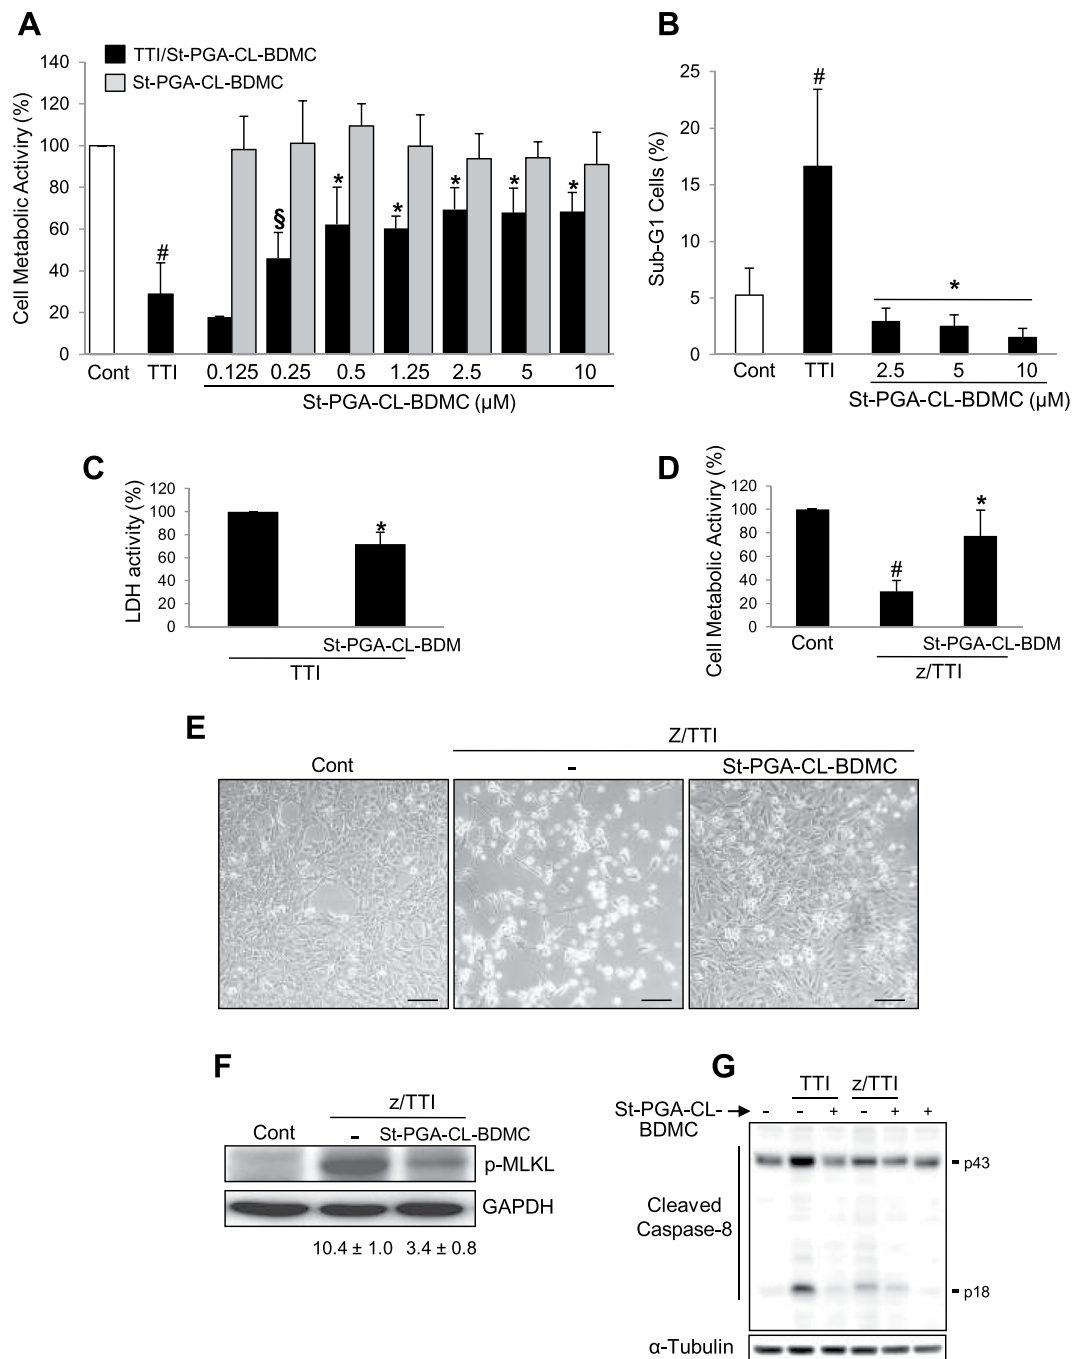 A
TTI/St-PGA-CL-BDMC
St-PGA-CL-BDMC
Cell Metabolic Activiry (%)
140
120
100
80
60
40
20
0
#
§
*
*
*
*
*
Cont
TTI
0.125
0.25
0.5
1.25
2.5
5
10
St-PGA-CL-BDMC (µM)
B
Sub-G1 Cells (%)
25
20
15
10
5
0
#
*
Cont
TTI
2.5
5
10
St-PGA-CL-BDMC (µM)
C
LDH activity (%)
120
100
80
60
40
20
0
*
St-PGA-CL-BDM
TTI
D
Cell Metabolic Activiry (%)
120
100
80
60
40
20
0
#
*
Cont
St-PGA-CL-BDM
z/TTI
E
Z/TTI
Cont
-
St-PGA-CL-BDMC
F
z/TTI
Cont
-
St-PGA-CL-BDMC
p-MLKL
GAPDH
10.4 ± 1.0 3.4 ± 0.8
G
TTI z/TTI
St-PGA-CL-
BDMC
- - + - + +
p43
Cleaved
Caspase-8
p18
α-Tubulin